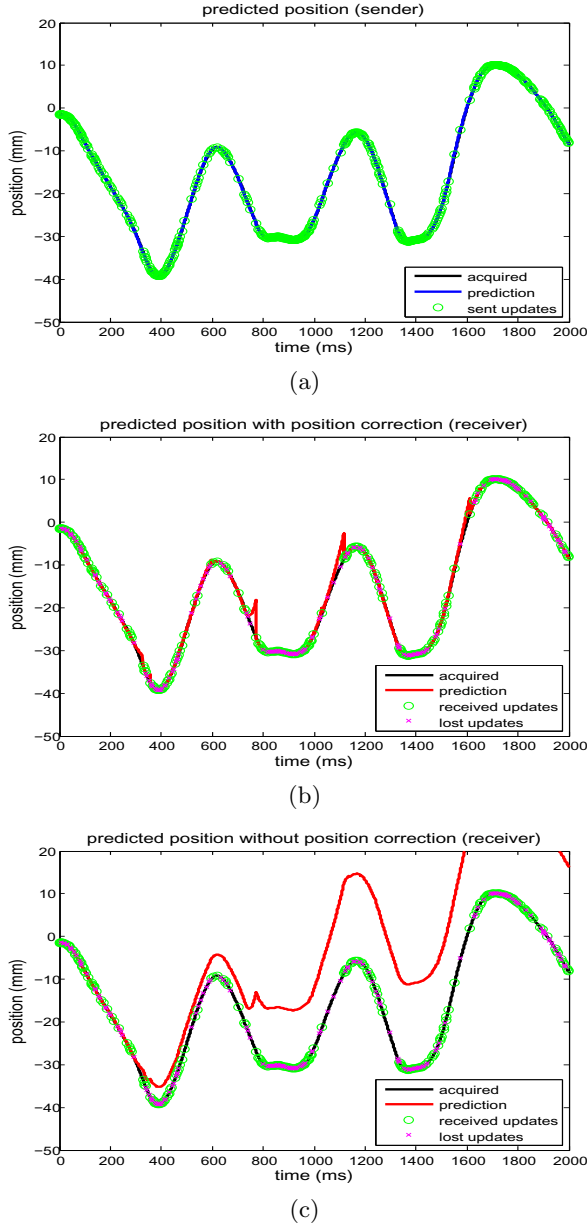 predicted position (sender)
20
10
0
−10
−20
−30
−40
−50
position (mm)
0 200 400 600 800 1000 1200 1400 1600 1800 2000
time (ms)
acquired
prediction
sent updates
(a)
predicted position with position correction (receiver)
20
10
0
−10
−20
−30
−40
−50
position (mm)
0 200 400 600 800 1000 1200 1400 1600 1800 2000
time (ms)
acquired
prediction
received updates
lost updates
(b)
predicted position without position correction (receiver)
20
10
0
−10
−20
−30
−40
−50
position (mm)
0 200 400 600 800 1000 1200 1400 1600 1800 2000
time (ms)
acquired
prediction
received updates
lost updates
(c)